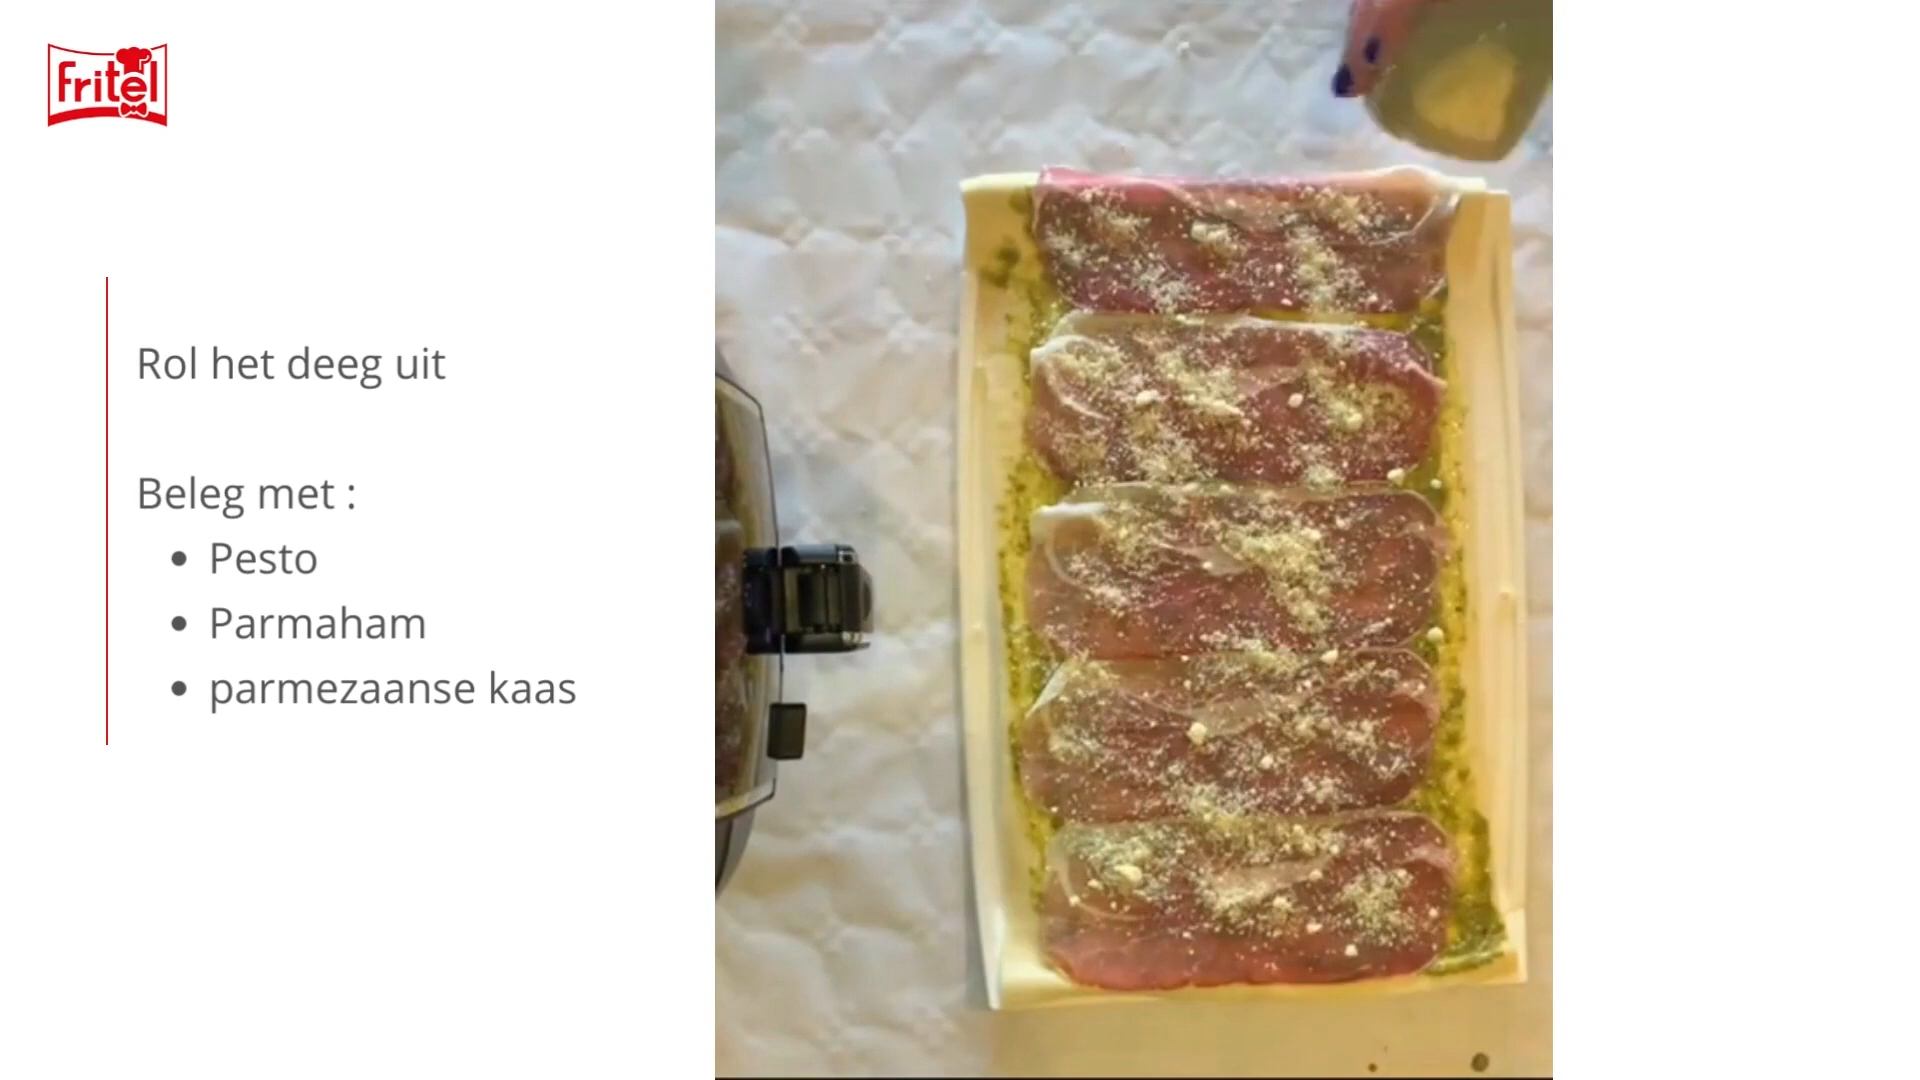 fritel
Rol het deeg uit
Beleg met :
• Pesto
• Parmaham
• parmezaanse kaas